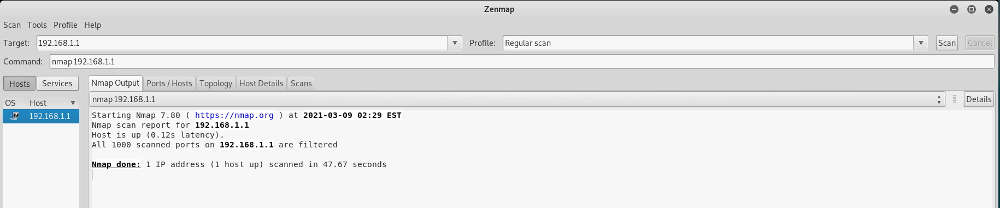 Zenmap
Scan Tools Profile Help
Target: 192.168.1.1 Profile: Regular scan Scan Cancel
Command: nmap 192.168.1.1
Hosts Services Nmap Output Ports / Hosts Topology Host Details Scans
nmap 192.168.1.1 Details
OS Host
192.168.1.1
Starting Nmap 7.80 ( https://nmap.org ) at 2021-03-09 02:29 EST
Nmap scan report for 192.168.1.1
Host is up (0.12s latency).
All 1000 scanned ports on 192.168.1.1 are filtered
Nmap done: 1 IP address (1 host up) scanned in 47.67 seconds